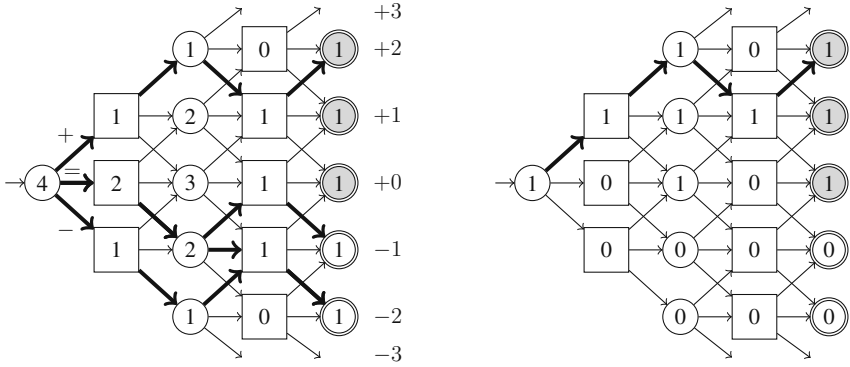 +3
1 0 1 +2 1 0 1
+ 1 2 1 1 +1 1 1 1 1
4 = 2 3 1 1 +0 1 0 1 0 1
− 1 2 1 1 −1 0 0 0 0
1 0 1 −2 0 0 0
−3